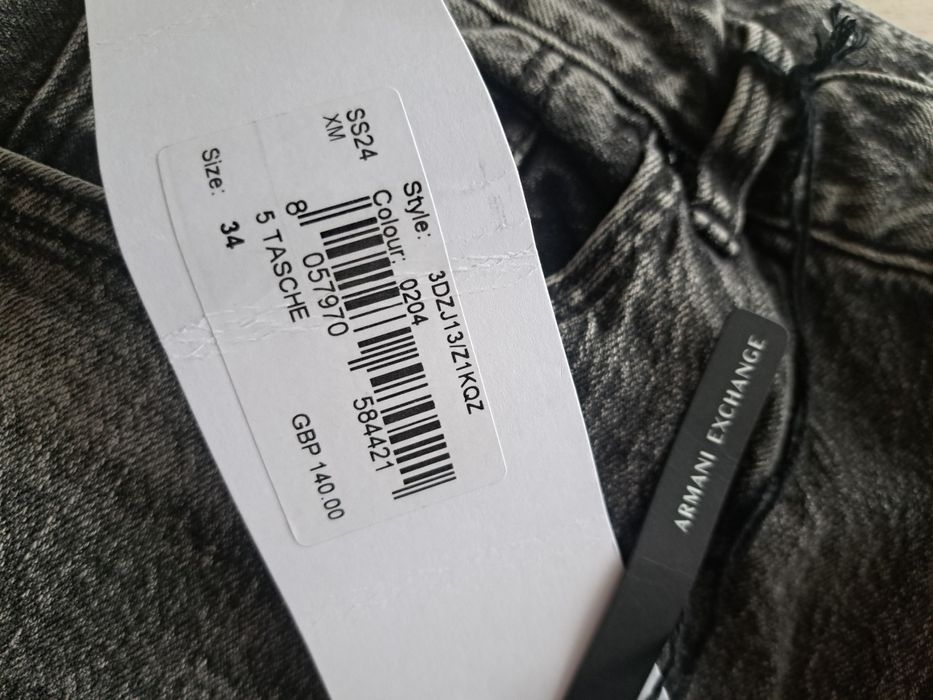 SS24
XM
Style: 3DZJ13/Z1KQZ
Colour: 0204
8 057970 584421
5 TASCHE
Size: 34
GBP 140.00
ARMANI EXCHANGE